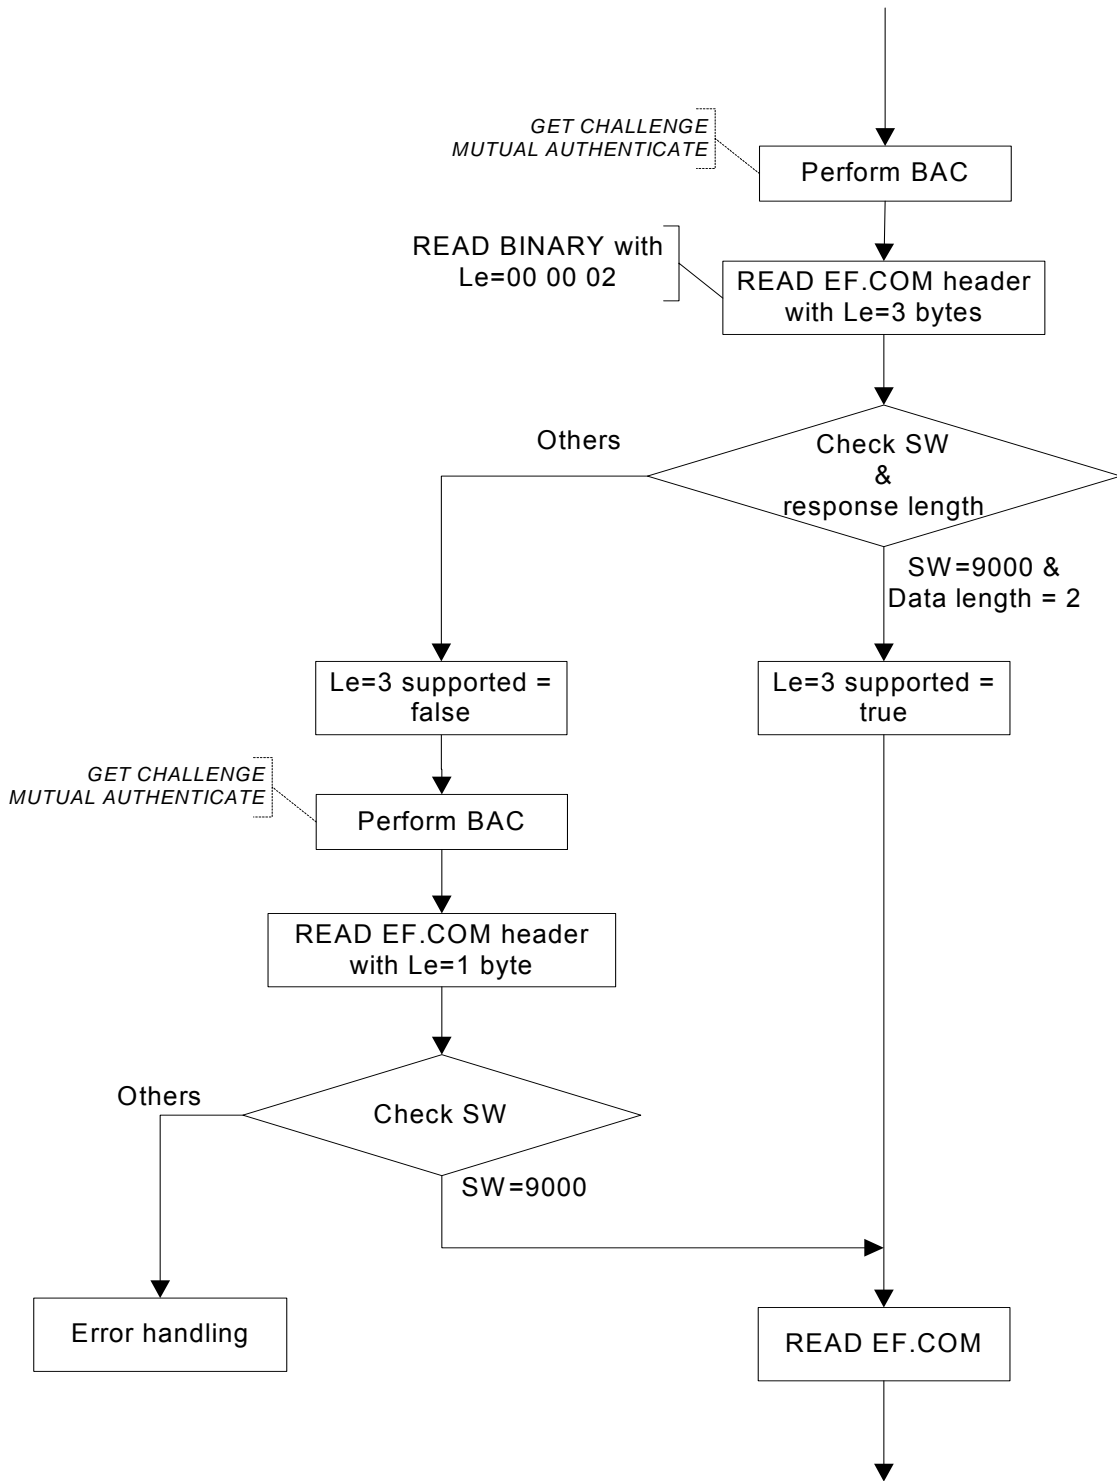 GET CHALLENGE
MUTUAL AUTHENTICATE
Perform BAC
READ BINARY with
Le=00 00 02
READ EF.COM header
with Le=3 bytes
Others
Check SW
&
response length
SW=9000 &
Data length = 2
Le=3 supported =
false
Le=3 supported =
true
GET CHALLENGE
MUTUAL AUTHENTICATE
Perform BAC
READ EF.COM header
with Le=1 byte
Others
Check SW
SW=9000
Error handling
READ EF.COM